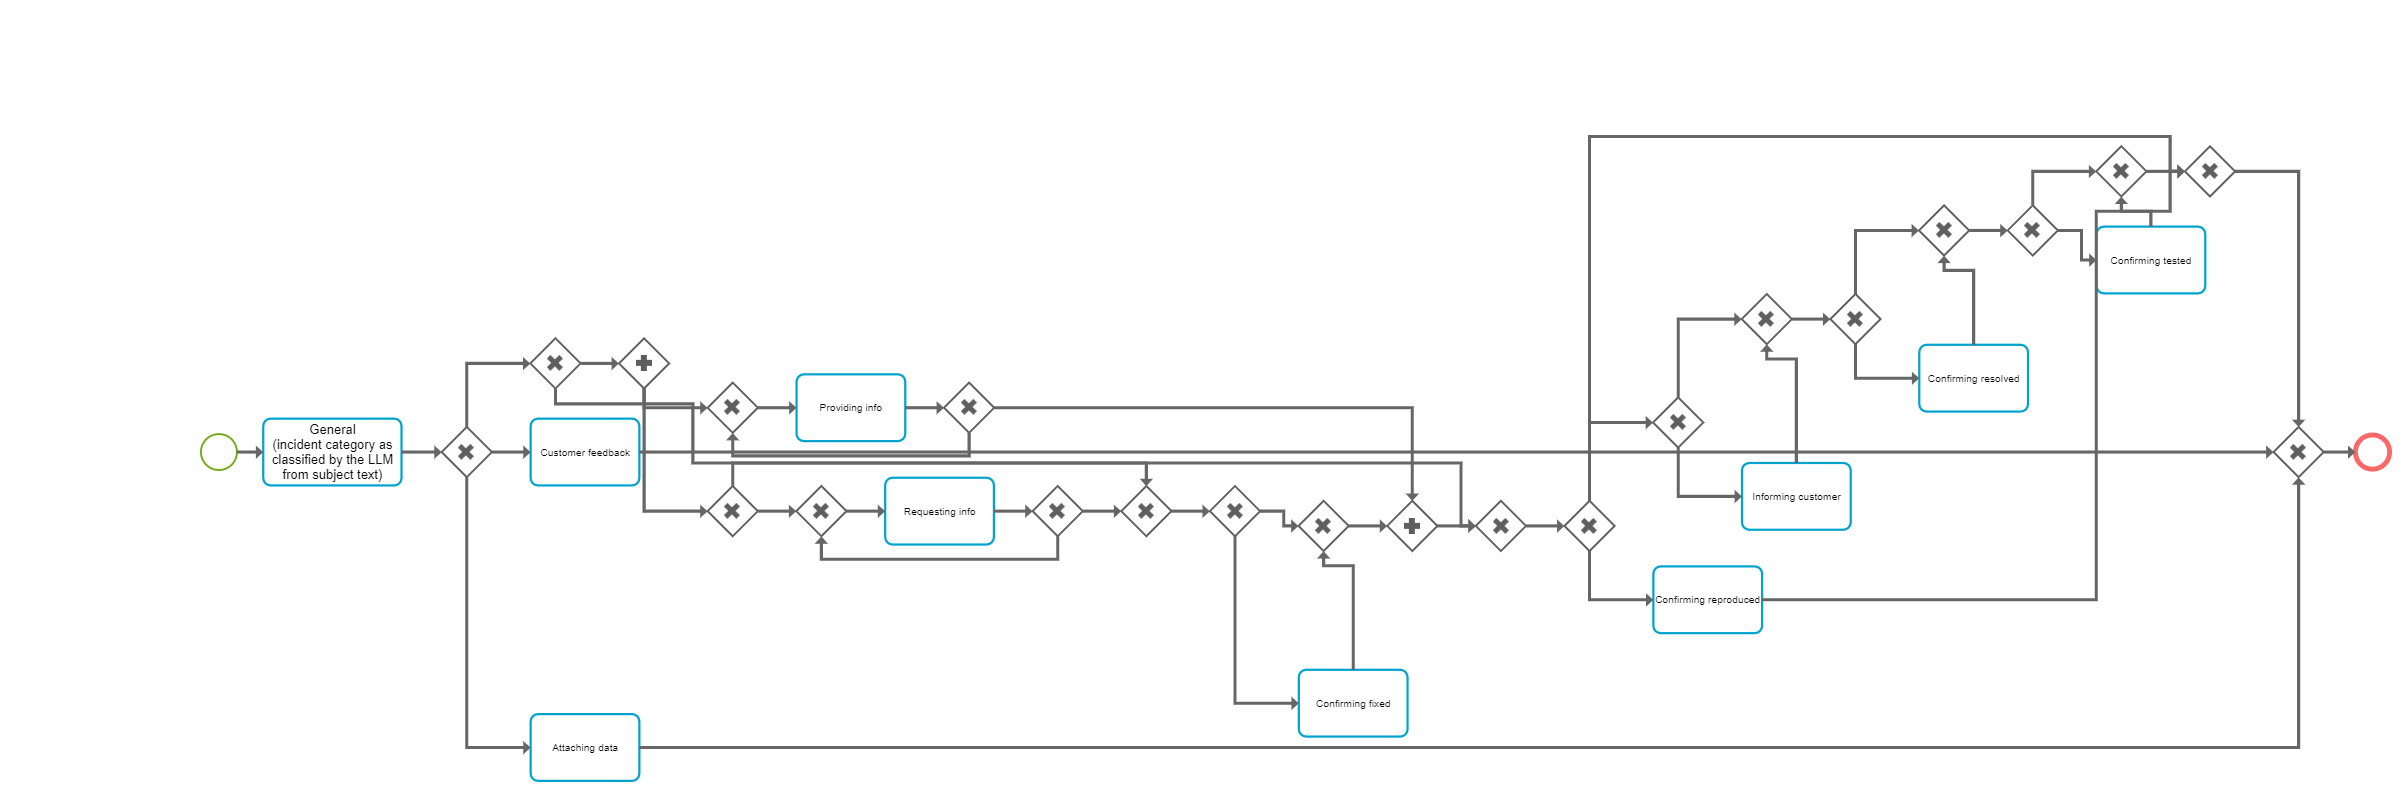 General
(incident category as
classified by the LLM
from subject text)
Customer feedback
Attaching data
Providing info
Requesting info
Confirming fixed
Confirming reproduced
Informing customer
Confirming resolved
Confirming tested